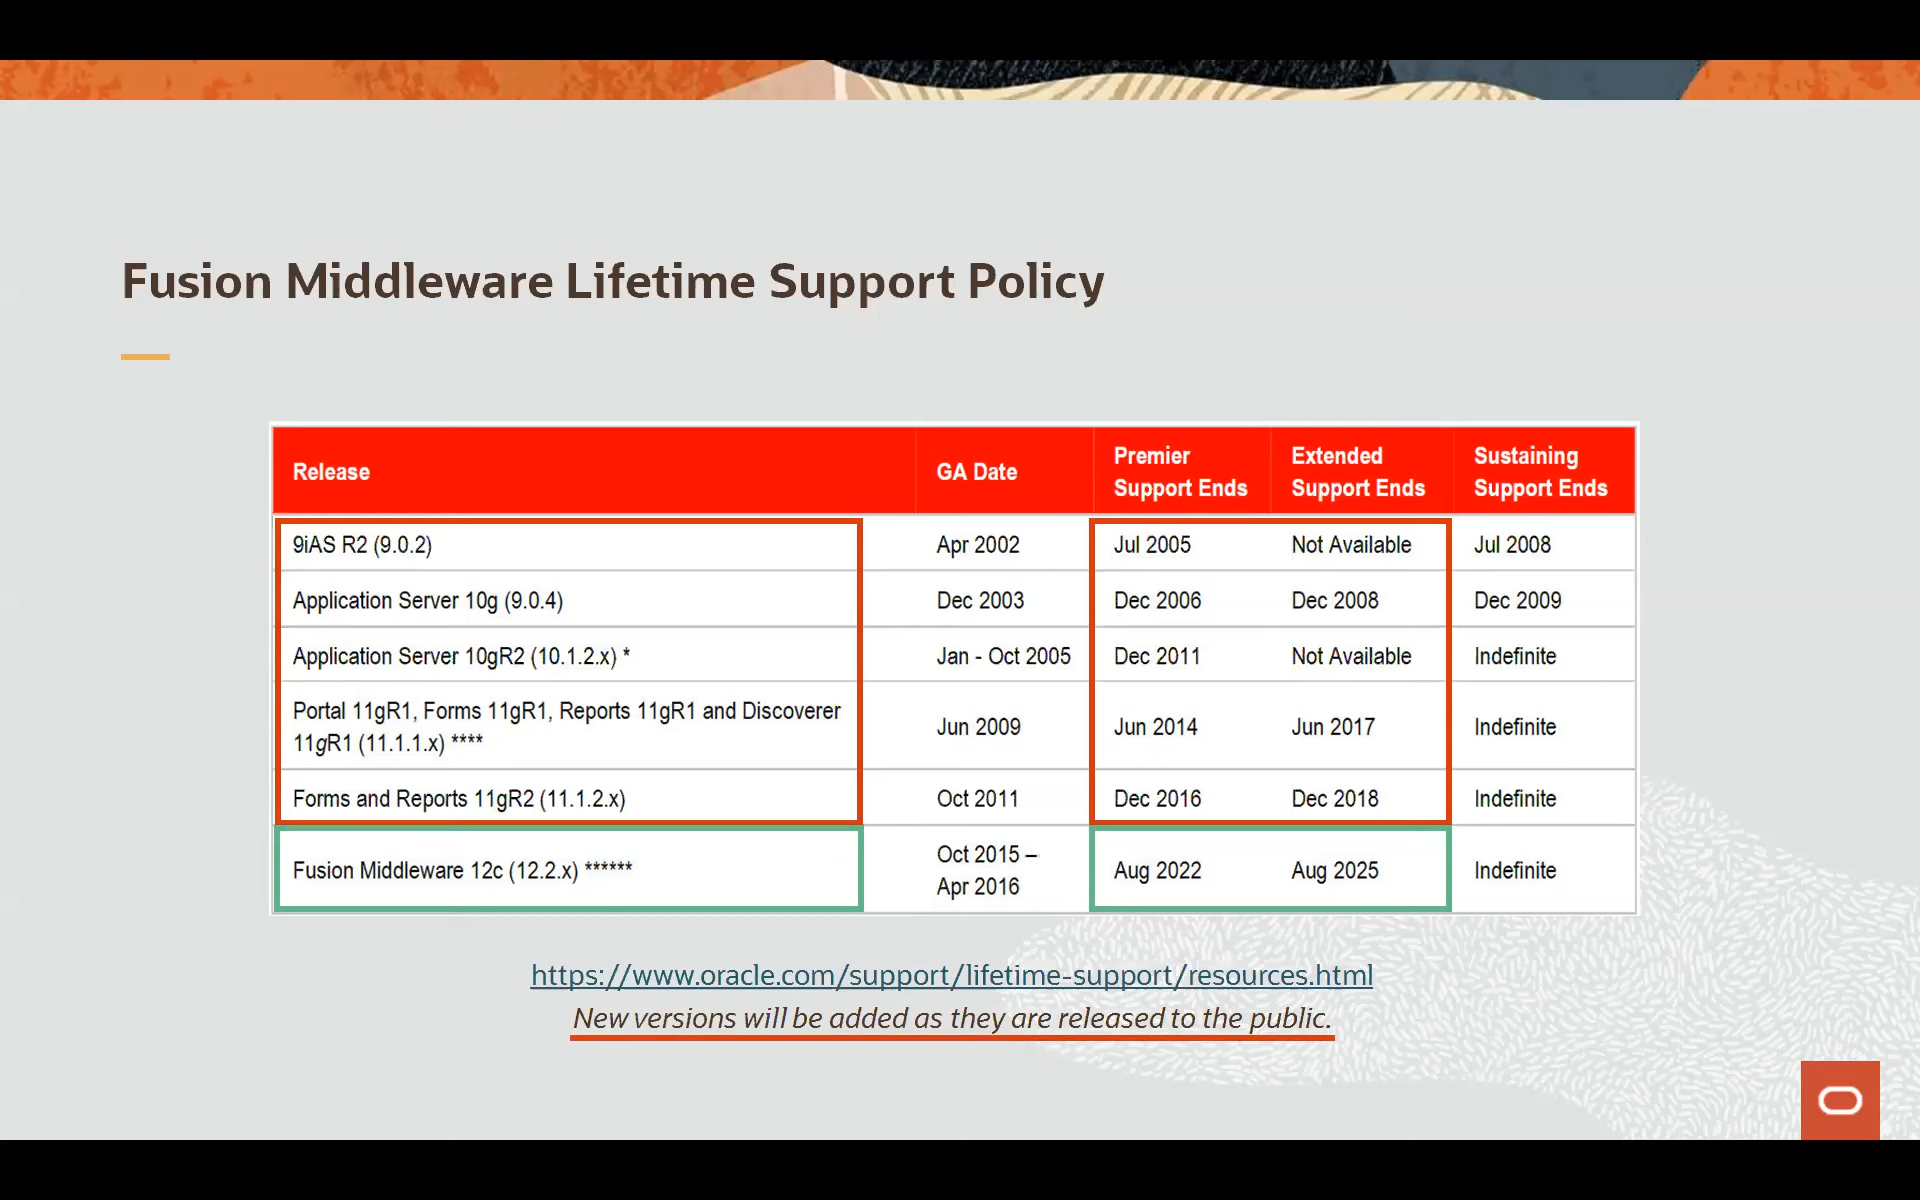 Fusion Middleware Lifetime Support Policy
Release
GA Date
Premier
Support Ends
Extended
Support Ends
Sustaining
Support Ends
9iAS R2 (9.0.2)
Apr 2002
Jul 2005
Not Available
Jul 2008
Application Server 10g (9.0.4)
Dec 2003
Dec 2006
Dec 2008
Dec 2009
Application Server 10gR2 (10.1.2.x) *
Jan - Oct 2005
Dec 2011
Not Available
Indefinite
Portal 11gR1, Forms 11gR1, Reports 11gR1 and Discoverer
11gR1 (11.1.1.x) ****
Jun 2009
Jun 2014
Jun 2017
Indefinite
Forms and Reports 11gR2 (11.1.2.x)
Oct 2011
Dec 2016
Dec 2018
Indefinite
Fusion Middleware 12c (12.2.x) ******
Oct 2015 –
Apr 2016
Aug 2022
Aug 2025
Indefinite
https://www.oracle.com/support/lifetime-support/resources.html
New versions will be added as they are released to the public.